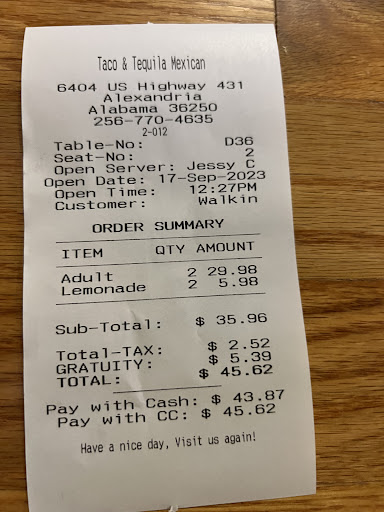 Taco & Tequila Mexican
6404 US Highway 431
Alexandria
Alabama 36250
256-770-4635
2-012
Table-No: D36
Seat-No: 2
Open Server: Jessy C
Open Date: 17-Sep-2023
Open Time: 12:27PM
Customer: Walkin
ORDER SUMMARY
ITEM QTY AMOUNT
Adult 2 29.98
Lemonade 2 5.98
Sub-Total: $ 35.96
Total-TAX: $ 2.52
GRATUITY: $ 5.39
TOTAL: $ 45.62
Pay with Cash: $ 43.87
Pay with CC: $ 45.62
Have a nice day, Visit us again!